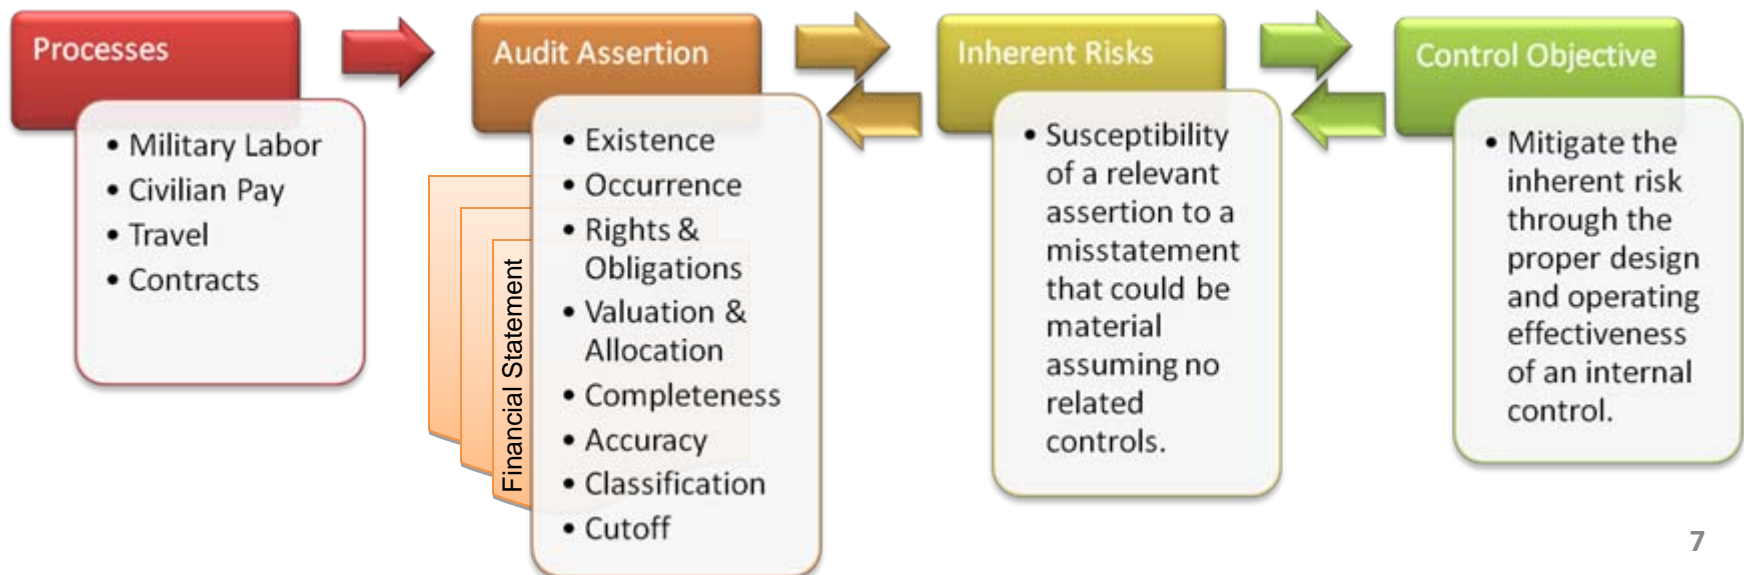 Processes
• Military Labor
• Civilian Pay
• Travel
• Contracts
Audit Assertion
• Existence
• Occurrence
• Rights &
Obligations
• Valuation &
Allocation
• Completeness
• Accuracy
• Classification
• Cutoff
Financial Statement
Inherent Risks
• Susceptibility
of a relevant
assertion to a
misstatement
that could be
material
assuming no
related
controls.
Control Objective
• Mitigate the
inherent risk
through the
proper design
and operating
effectiveness
of an internal
control.
7